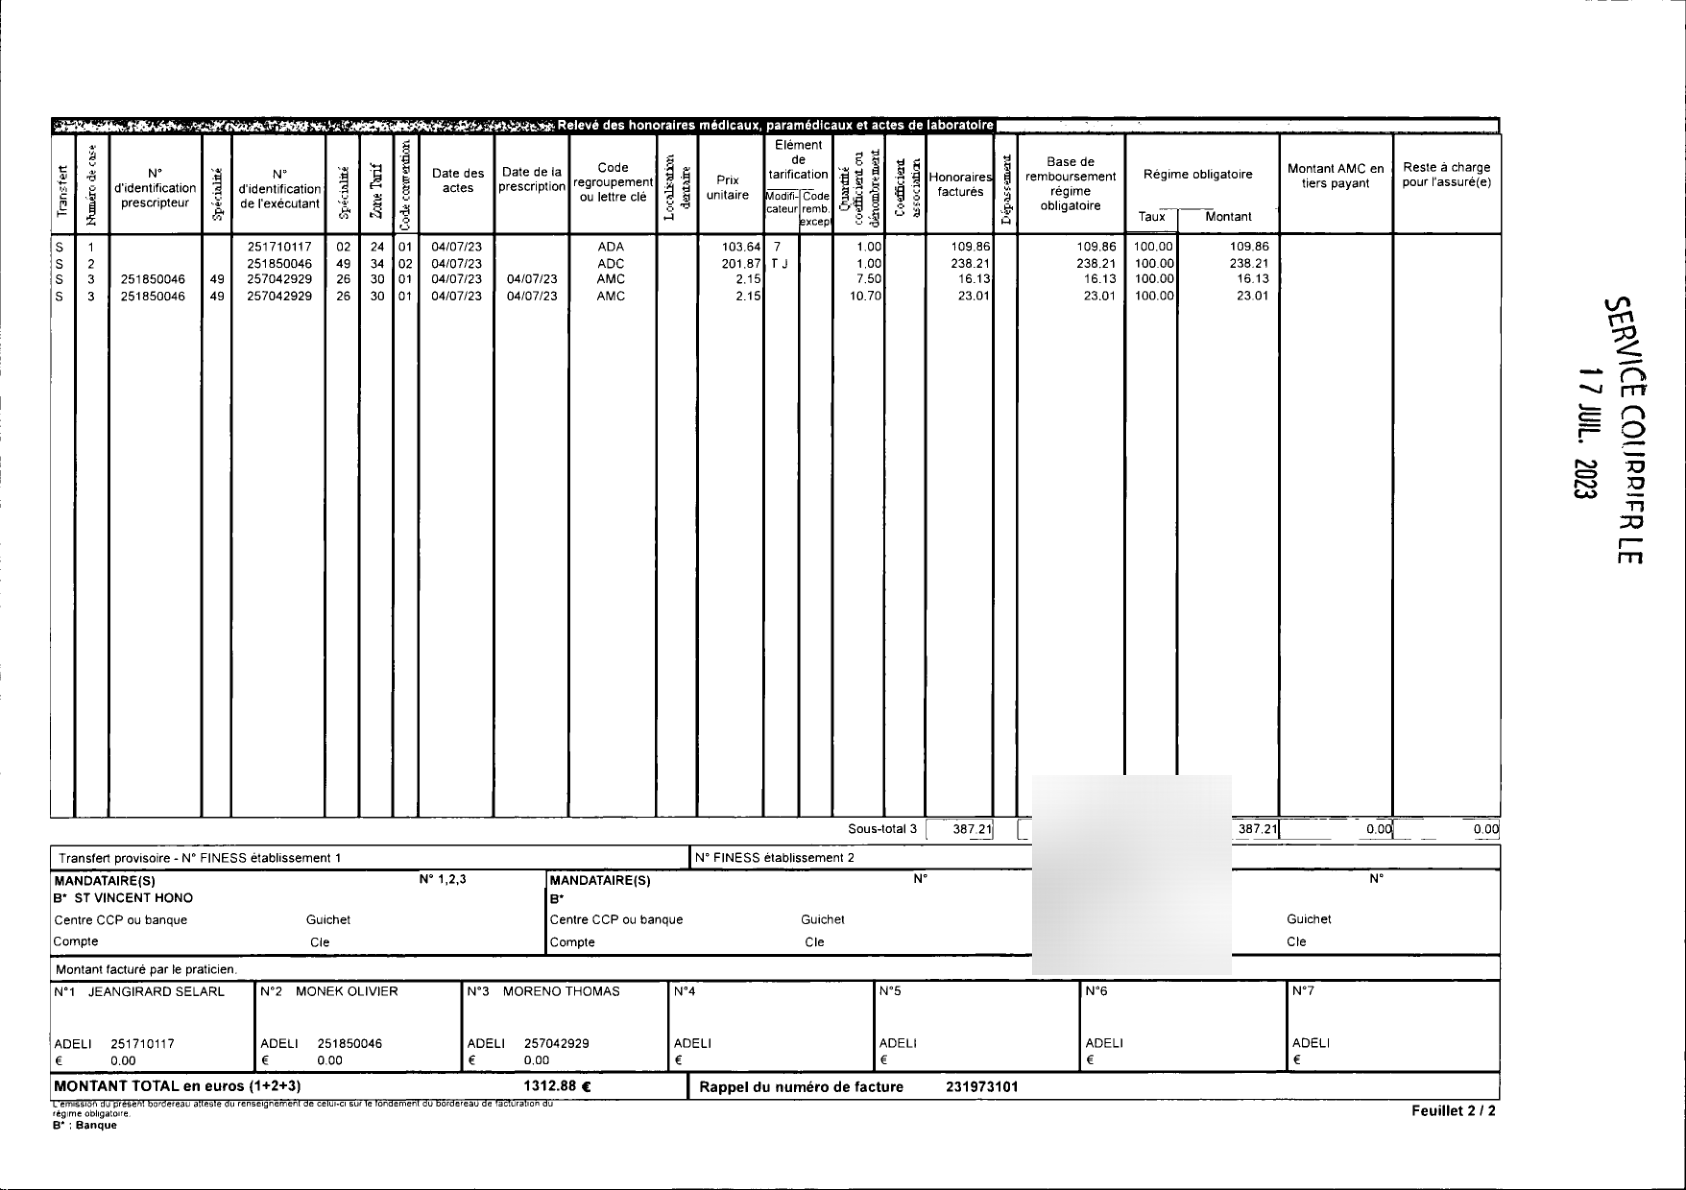 Relevé des honoraires médicaux, paramédicaux et actes de laboratoire
Transfert
Numéro de case
N° d'identification prescripteur
Spécialité
N° d'identification de l'exécutant
Spécialité
Zone Tarif
Code convention
Date des actes
Date de la prescription
Code regroupement ou lettre clé
Localisation dentaire
Prix unitaire
Elément de tarification
Modifi-cateur
Code remb. except
Quantité coefficient ou dénombrement
Coefficient association
Honoraires facturés
Dépassement
Base de remboursement régime obligatoire
Régime obligatoire
Taux
Montant
Montant AMC en tiers payant
Reste à charge pour l'assuré(e)
S 1 251710117 02 24 01 04/07/23 ADA 103.64 7 1.00 109.86 109.86 100.00 109.86
S 2 251850046 49 34 02 04/07/23 ADC 201.87 T J 1.00 238.21 238.21 100.00 238.21
S 3 251850046 49 257042929 26 30 01 04/07/23 04/07/23 AMC 2.15 7.50 16.13 16.13 100.00 16.13
S 3 251850046 49 257042929 26 30 01 04/07/23 04/07/23 AMC 2.15 10.70 23.01 23.01 100.00 23.01
Sous-total 3 387.21 387.21 0.00 0.00
Transfert provisoire - N° FINESS établissement 1 N° FINESS établissement 2
MANDATAIRE(S) N° 1,2,3 MANDATAIRE(S) N° N°
B* ST VINCENT HONO B*
Centre CCP ou banque Guichet Centre CCP ou banque Guichet Guichet
Compte Cle Compte Cle Cle
Montant facturé par le praticien.
N°1 JEANGIRARD SELARL N°2 MONEK OLIVIER N°3 MORENO THOMAS N°4 N°5 N°6 N°7
ADELI 251710117 ADELI 251850046 ADELI 257042929 ADELI ADELI ADELI ADELI
€ 0.00 € 0.00 € 0.00 € € € €
MONTANT TOTAL en euros (1+2+3) 1312.88 € Rappel du numéro de facture 231973101
L'emission du présent bordereau atteste du renseignement de celui-ci sur le fondement du bordereau de facturation du
régime obligatoire.
B* : Banque
Feuillet 2 / 2
SERVICE COURRIER LE
17 JUIL. 2023